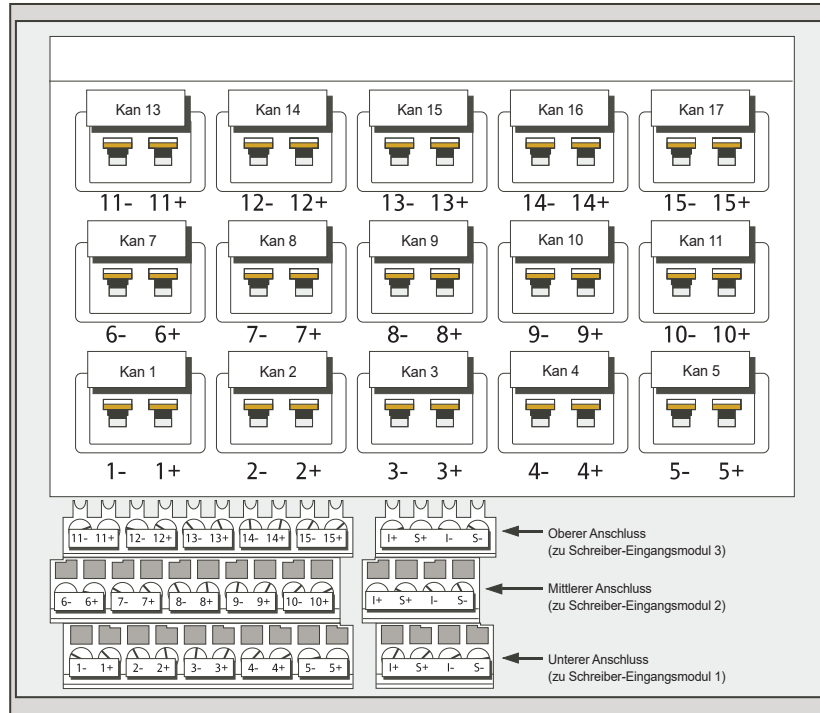 Kan 13 Kan 14 Kan 15 Kan 16 Kan 17
11- 11+ 12- 12+ 13- 13+ 14- 14+ 15- 15+
Kan 7 Kan 8 Kan 9 Kan 10 Kan 11
6- 6+ 7- 7+ 8- 8+ 9- 9+ 10- 10+
Kan 1 Kan 2 Kan 3 Kan 4 Kan 5
1- 1+ 2- 2+ 3- 3+ 4- 4+ 5- 5+
11- 11+ 12- 12+ 13- 13+ 14- 14+ 15- 15+ I+ S+ I- S- Oberer Anschluss
(zu Schreiber-Eingangsmodul 3)
6- 6+ 7- 7+ 8- 8+ 9- 9+ 10- 10+ I+ S+ I- S- Mittlerer Anschluss
(zu Schreiber-Eingangsmodul 2)
1- 1+ 2- 2+ 3- 3+ 4- 4+ 5- 5+ I+ S+ I- S- Unterer Anschluss
(zu Schreiber-Eingangsmodul 1)